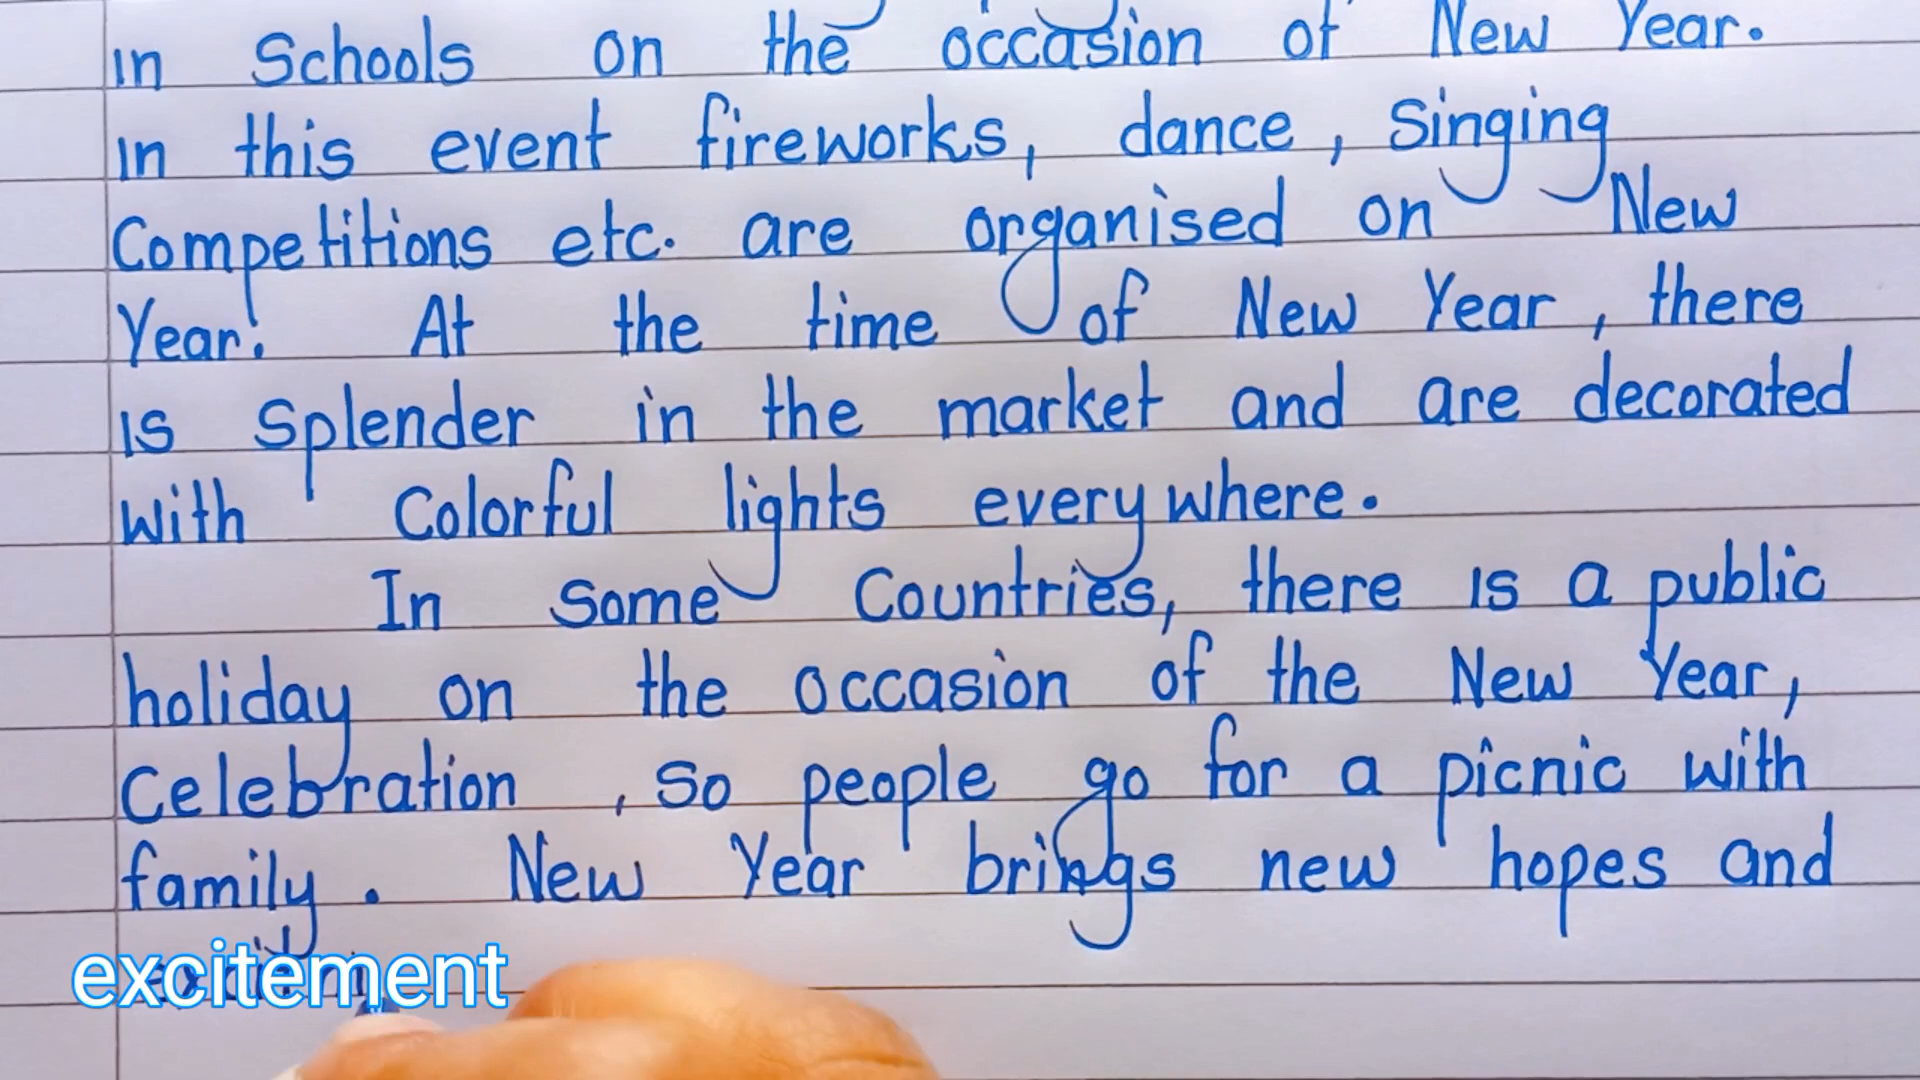 in Schools on the occasion of New Year.
in this event fireworks, dance, singing
Competitions etc. are organised on New
Year. At the time of New Year, there
is splender in the market and are decorated
with colorful lights everywhere.
In some Countries, there is a public
holiday on the occasion of the New Year,
Celebration, so people go for a picnic with
family. New Year brings new hopes and
excitement